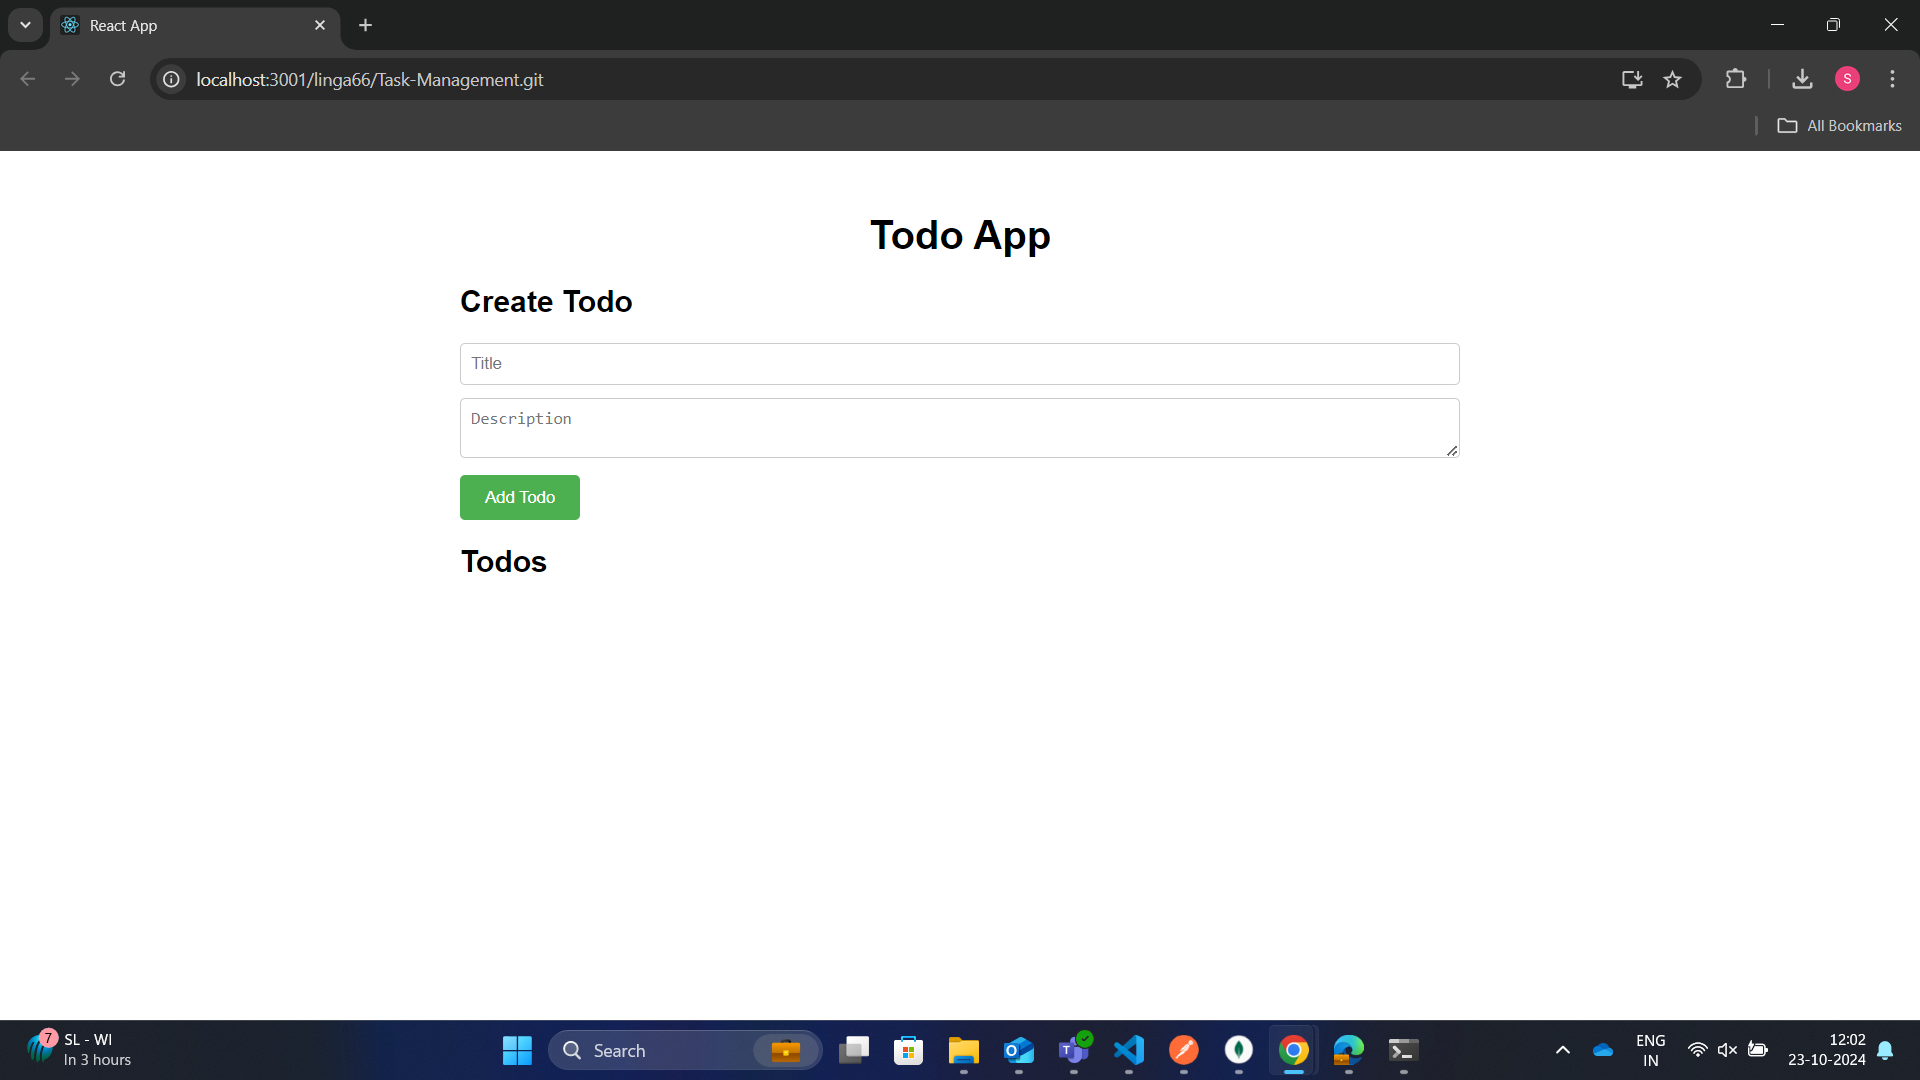 React App
localhost:3001/linga66/Task-Management.git
S
All Bookmarks
Todo App
Create Todo
Title
Description
Add Todo
Todos
7
SL - WI
In 3 hours
Search
ENG
IN
12:02
23-10-2024